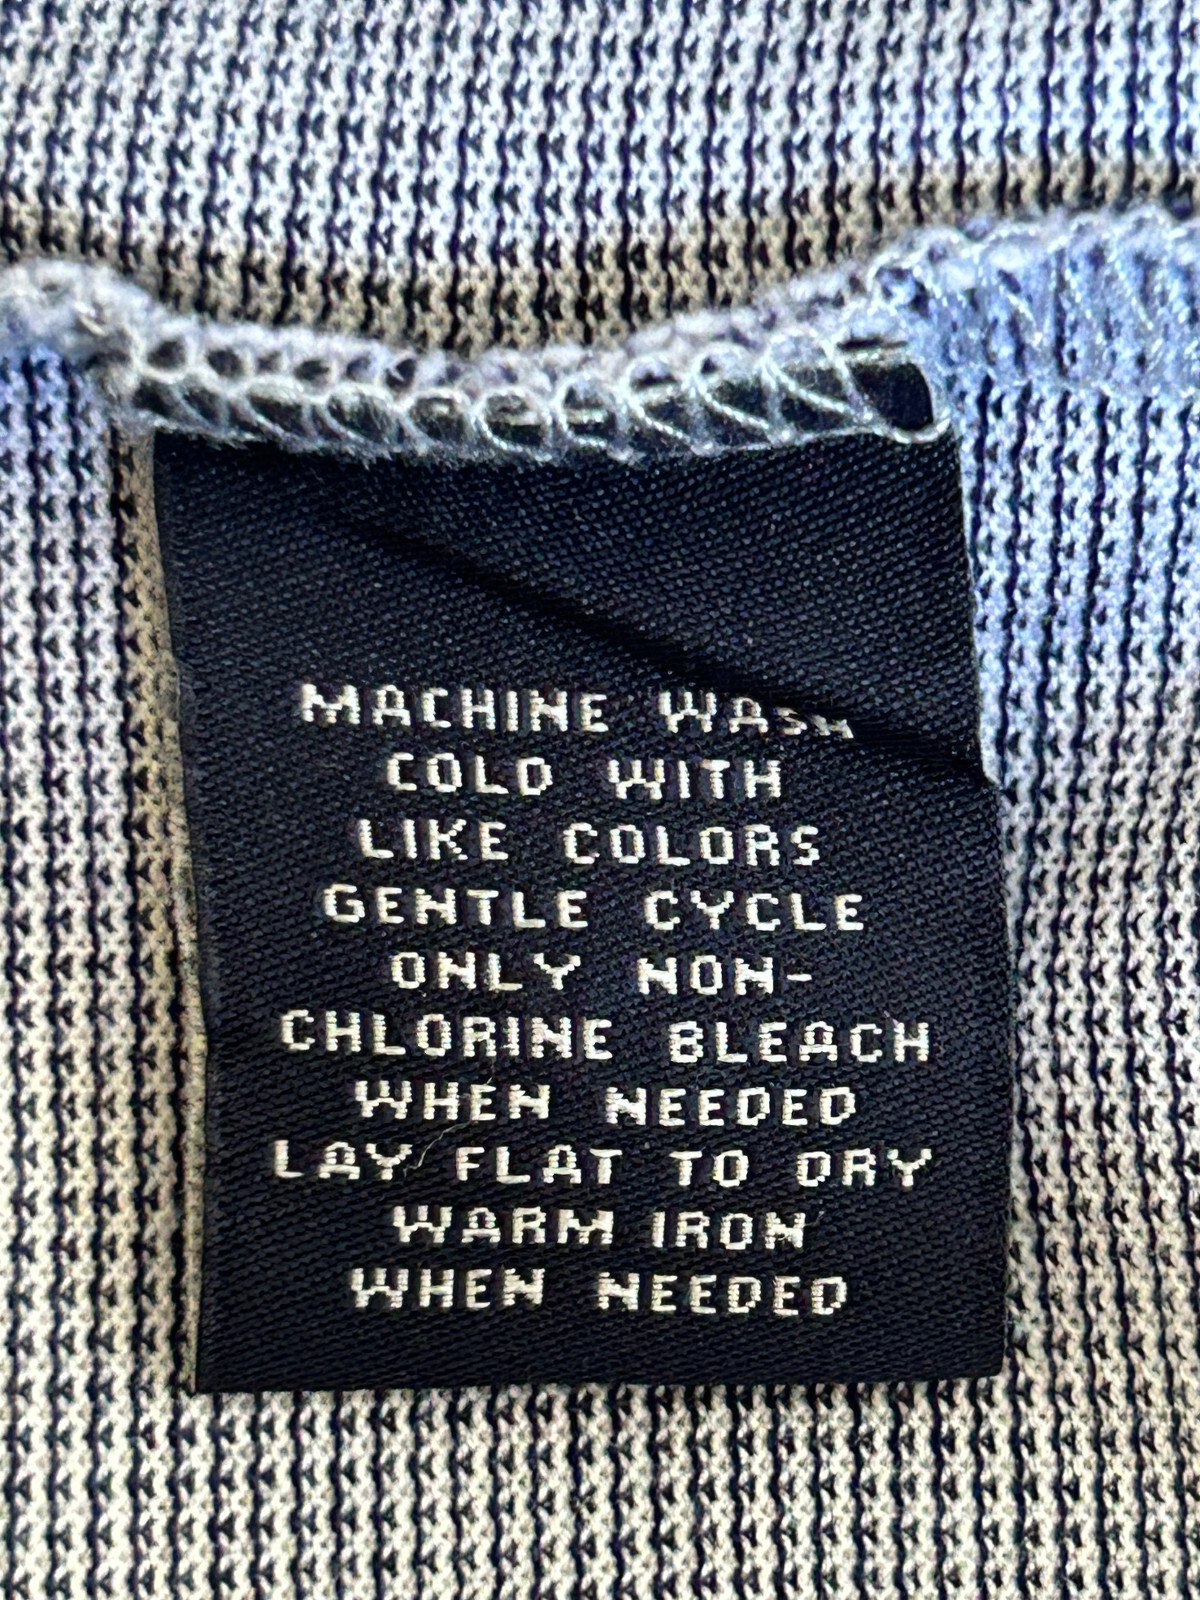 MACHINE WASH
COLD WITH
LIKE COLORS
GENTLE CYCLE
ONLY NON-
CHLORINE BLEACH
WHEN NEEDED
LAY FLAT TO DRY
WARM IRON
WHEN NEEDED